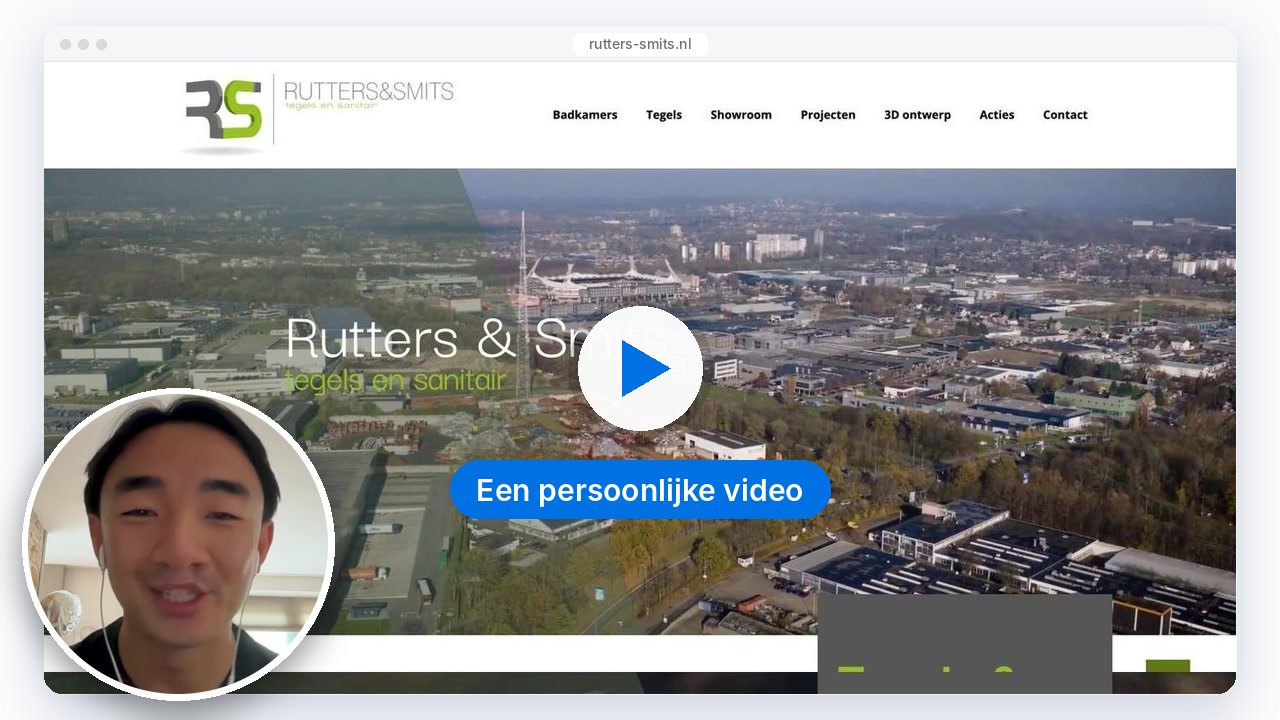 rutters-smits.nl
RS
RUTTERS&SMITS
tegels en sanitair
Badkamers Tegels Showroom Projecten 3D ontwerp Acties Contact
Rutters & Smits
tegels en sanitair
Een persoonlijke video